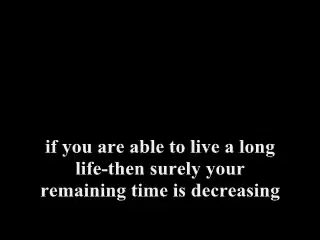 if you are able to live a long
life-then surely your
remaining time is decreasing